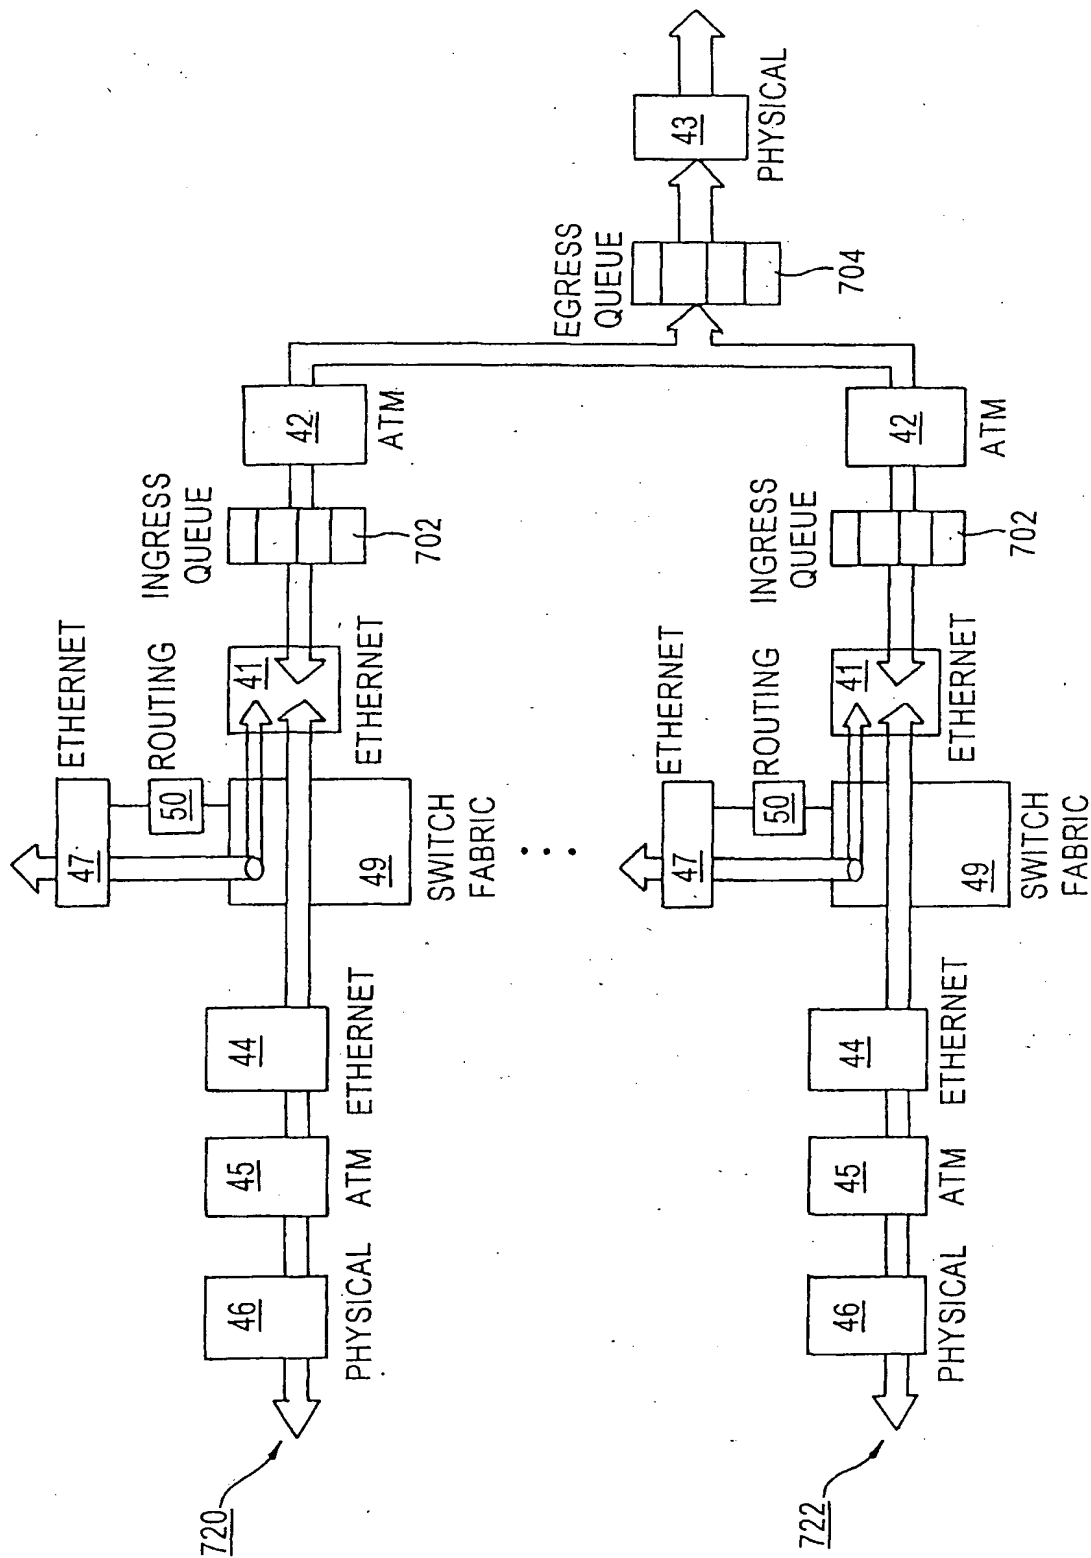 720
46
PHYSICAL
45
ATM
44
ETHERNET
47
ETHERNET
50
ROUTING
49
SWITCH
FABRIC
41
ETHERNET
INGRESS
QUEUE
702
42
ATM
EGRESS
QUEUE
704
43
PHYSICAL
722
46
PHYSICAL
45
ATM
44
ETHERNET
47
ETHERNET
50
ROUTING
49
SWITCH
FABRIC
41
ETHERNET
INGRESS
QUEUE
702
42
ATM